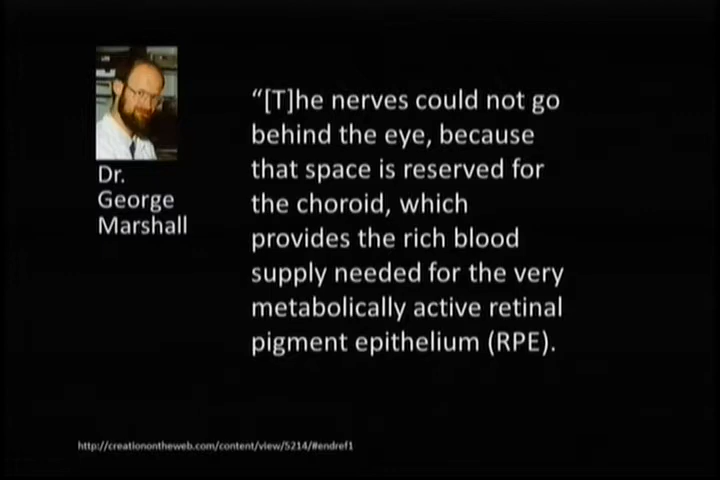 Dr.
George
Marshall
“[T]he nerves could not go
behind the eye, because
that space is reserved for
the choroid, which
provides the rich blood
supply needed for the very
metabolically active retinal
pigment epithelium (RPE).
http://creationontheweb.com/content/view/5214/#endref1